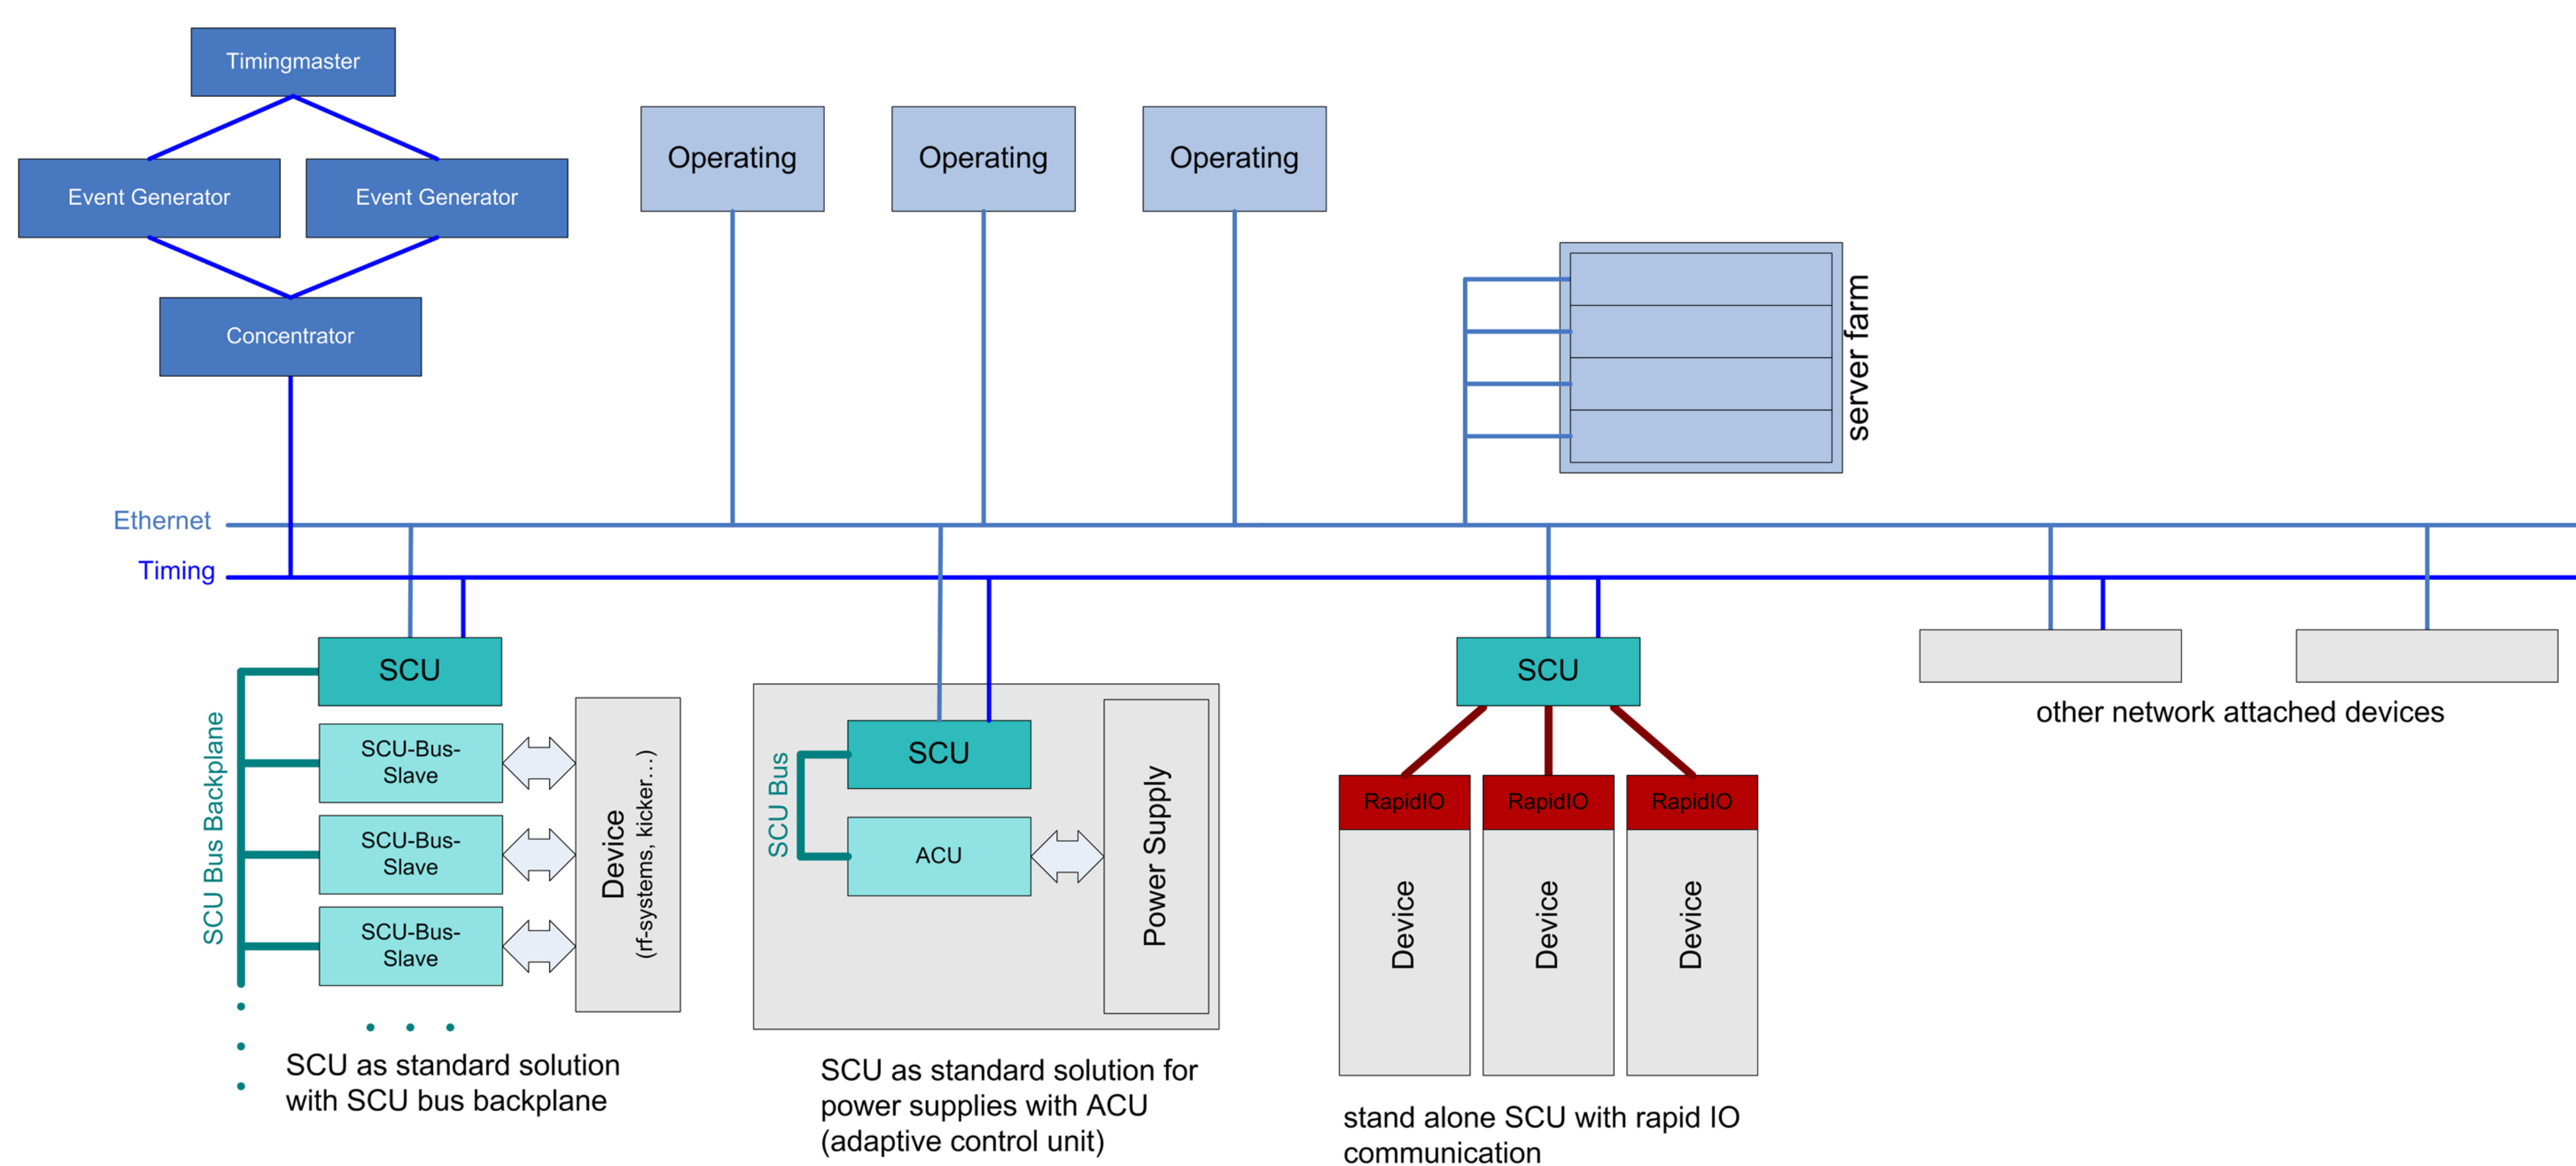 Timingmaster
Event Generator
Event Generator
Concentrator
Operating
Operating
Operating
server farm
Ethernet
Timing
SCU
SCU Bus Backplane
SCU-Bus-
Slave
SCU-Bus-
Slave
SCU-Bus-
Slave
Device
(rf-systems, kicker...)
SCU as standard solution
with SCU bus backplane
SCU
SCU Bus
ACU
Power Supply
SCU as standard solution for
power supplies with ACU
(adaptive control unit)
SCU
RapidIO
RapidIO
RapidIO
Device
Device
Device
stand alone SCU with rapid IO
communication
other network attached devices